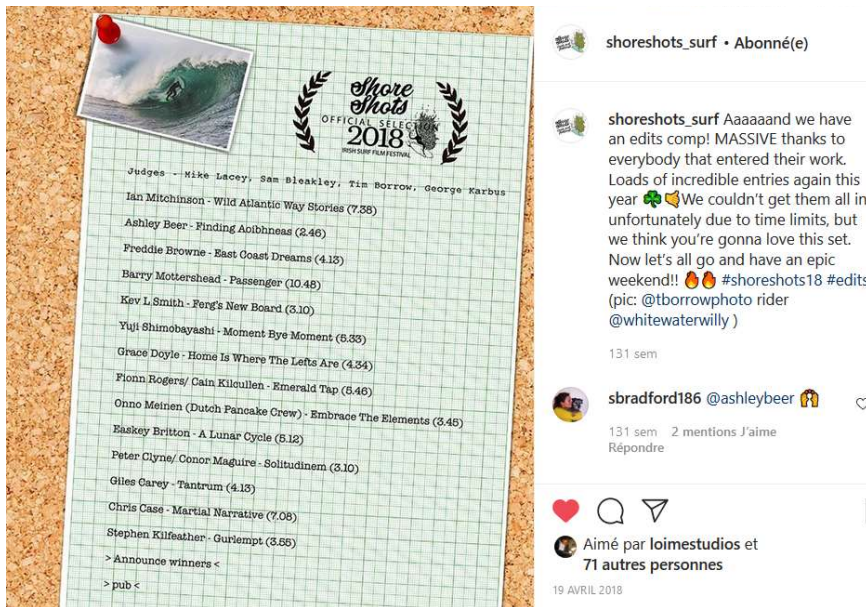 Shore
Shots
OFFICIAL SELECTION
2018
IRISH SURF FILM FESTIVAL
Judges - Mike Lacey, Sam Bleakley, Tim Borrow, George Karbus
Ian Mitchinson - Wild Atlantic Way Stories (7.38)
Ashley Beer - Finding Aoibhneas (2.46)
Freddie Browne - East Coast Dreams (4.13)
Barry Mottershead - Passenger (10.48)
Kev L Smith - Ferg's New Board (3.10)
Yuji Shimobayashi - Moment Bye Moment (5.33)
Grace Doyle - Home Is Where The Lefts Are (4.34)
Fionn Rogers/ Cain Kilcullen - Emerald Tap (5.46)
Onno Meinen (Dutch Pancake Crew) - Embrace The Elements (3.45)
Easkey Britton - A Lunar Cycle (5.12)
Peter Clyne/ Conor Maguire - Solitudinem (3.10)
Giles Carey - Tantrum (4.13)
Chris Case - Martial Narrative (7.08)
Stephen Kilfeather - Gurlempt (3.55)
> Announce winners <
> pub <
shoreshots_surf • Abonné(e)
shoreshots_surf Aaaaaand we have
an edits comp! MASSIVE thanks to
everybody that entered their work.
Loads of incredible entries again this
year ☘️🤙We couldn't get them all in
unfortunately due to time limits, but
we think you're gonna love this set.
Now let's all go and have an epic
weekend!! 🔥🔥 #shoreshots18 #edits
(pic: @tborrowphoto rider
@whitewaterwilly )
131 sem
sbradford186 @ashleybeer 🙌
131 sem 2 mentions J'aime
Répondre
Aimé par loimestudios et
71 autres personnes
19 AVRIL 2018